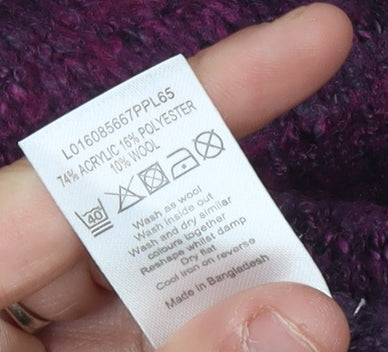 L016085667PPL65
74% ACRYLIC 16% POLYESTER
10% WOOL
40
Wash as wool
Wash inside out
Wash and dry similar
colours together
Reshape whilst damp
Dry flat
Cool iron on reverse
Made in Bangladesh